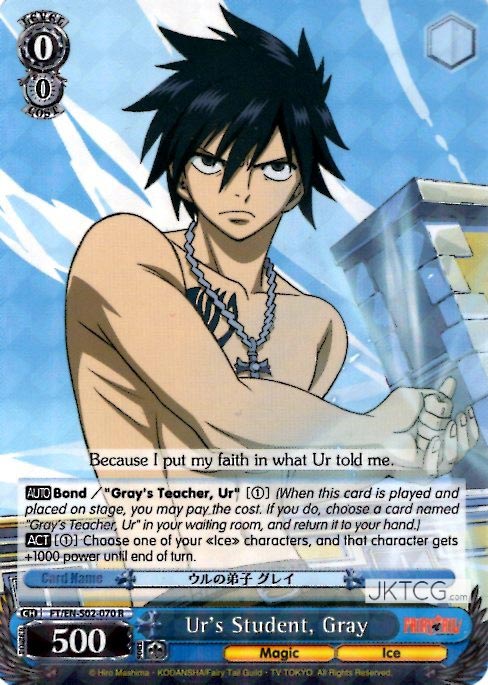 LEVEL
0
0
COST
Because I put my faith in what Ur told me.
AUTO Bond ／"Gray's Teacher, Ur" [①] (When this card is played and
placed on stage, you may pay the cost. If you do, choose a card named
"Gray's Teacher, Ur" in your waiting room, and return it to your hand.)
ACT [①] Choose one of your «Ice» characters, and that character gets
+1000 power until end of turn.
Card Name
ウルの弟子 グレイ
JKTCG.com
CH FT/EN-S02-070 R
POWER
500
SOUL
Ur's Student, Gray
FAIRY TAIL
Magic
Ice
© Hiro Mashima・KODANSHA/Fairy Tail Guild・TV TOKYO All Rights Reserved.